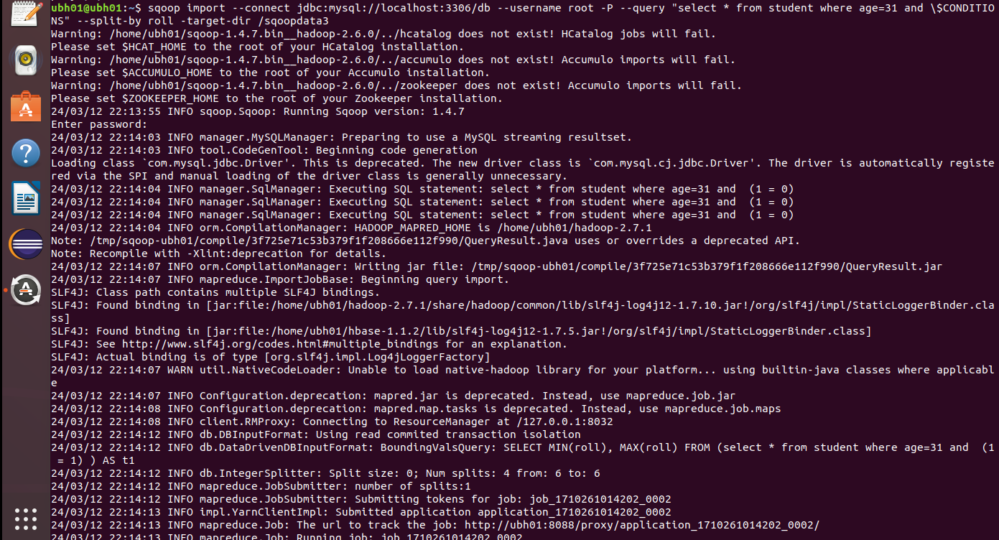 ubh01@ubh01:~$ sqoop import --connect jdbc:mysql://localhost:3306/db --username root -P --query "select * from student where age=31 and \$CONDITIO
NS" --split-by roll -target-dir /sqoopdata3
Warning: /home/ubh01/sqoop-1.4.7.bin__hadoop-2.6.0/../hcatalog does not exist! HCatalog jobs will fail.
Please set $HCAT_HOME to the root of your HCatalog installation.
Warning: /home/ubh01/sqoop-1.4.7.bin__hadoop-2.6.0/../accumulo does not exist! Accumulo imports will fail.
Please set $ACCUMULO_HOME to the root of your Accumulo installation.
Warning: /home/ubh01/sqoop-1.4.7.bin__hadoop-2.6.0/../zookeeper does not exist! Accumulo imports will fail.
Please set $ZOOKEEPER_HOME to the root of your Zookeeper installation.
24/03/12 22:13:55 INFO sqoop.Sqoop: Running Sqoop version: 1.4.7
Enter password:
24/03/12 22:14:03 INFO manager.MySQLManager: Preparing to use a MySQL streaming resultset.
24/03/12 22:14:03 INFO tool.CodeGenTool: Beginning code generation
Loading class `com.mysql.jdbc.Driver'. This is deprecated. The new driver class is `com.mysql.cj.jdbc.Driver'. The driver is automatically registe
red via the SPI and manual loading of the driver class is generally unnecessary.
24/03/12 22:14:04 INFO manager.SqlManager: Executing SQL statement: select * from student where age=31 and  (1 = 0)
24/03/12 22:14:04 INFO manager.SqlManager: Executing SQL statement: select * from student where age=31 and  (1 = 0)
24/03/12 22:14:04 INFO manager.SqlManager: Executing SQL statement: select * from student where age=31 and  (1 = 0)
24/03/12 22:14:04 INFO orm.CompilationManager: HADOOP_MAPRED_HOME is /home/ubh01/hadoop-2.7.1
Note: /tmp/sqoop-ubh01/compile/3f725e71c53b379f1f208666e112f990/QueryResult.java uses or overrides a deprecated API.
Note: Recompile with -Xlint:deprecation for details.
24/03/12 22:14:07 INFO orm.CompilationManager: Writing jar file: /tmp/sqoop-ubh01/compile/3f725e71c53b379f1f208666e112f990/QueryResult.jar
24/03/12 22:14:07 INFO mapreduce.ImportJobBase: Beginning query import.
SLF4J: Class path contains multiple SLF4J bindings.
SLF4J: Found binding in [jar:file:/home/ubh01/hadoop-2.7.1/share/hadoop/common/lib/slf4j-log4j12-1.7.10.jar!/org/slf4j/impl/StaticLoggerBinder.cla
ss]
SLF4J: Found binding in [jar:file:/home/ubh01/hbase-1.1.2/lib/slf4j-log4j12-1.7.5.jar!/org/slf4j/impl/StaticLoggerBinder.class]
SLF4J: See http://www.slf4j.org/codes.html#multiple_bindings for an explanation.
SLF4J: Actual binding is of type [org.slf4j.impl.Log4jLoggerFactory]
24/03/12 22:14:07 WARN util.NativeCodeLoader: Unable to load native-hadoop library for your platform... using builtin-java classes where applicabl
e
24/03/12 22:14:07 INFO Configuration.deprecation: mapred.jar is deprecated. Instead, use mapreduce.job.jar
24/03/12 22:14:08 INFO Configuration.deprecation: mapred.map.tasks is deprecated. Instead, use mapreduce.job.maps
24/03/12 22:14:08 INFO client.RMProxy: Connecting to ResourceManager at /127.0.0.1:8032
24/03/12 22:14:12 INFO db.DBInputFormat: Using read commited transaction isolation
24/03/12 22:14:12 INFO db.DataDrivenDBInputFormat: BoundingValsQuery: SELECT MIN(roll), MAX(roll) FROM (select * from student where age=31 and  (1
 = 1) ) AS t1
24/03/12 22:14:12 INFO db.IntegerSplitter: Split size: 0; Num splits: 4 from: 6 to: 6
24/03/12 22:14:12 INFO mapreduce.JobSubmitter: number of splits:1
24/03/12 22:14:12 INFO mapreduce.JobSubmitter: Submitting tokens for job: job_1710261014202_0002
24/03/12 22:14:13 INFO impl.YarnClientImpl: Submitted application application_1710261014202_0002
24/03/12 22:14:13 INFO mapreduce.Job: The url to track the job: http://ubh01:8088/proxy/application_1710261014202_0002/
24/03/12 22:14:13 INFO mapreduce.Job: Running job: job_1710261014202_0002